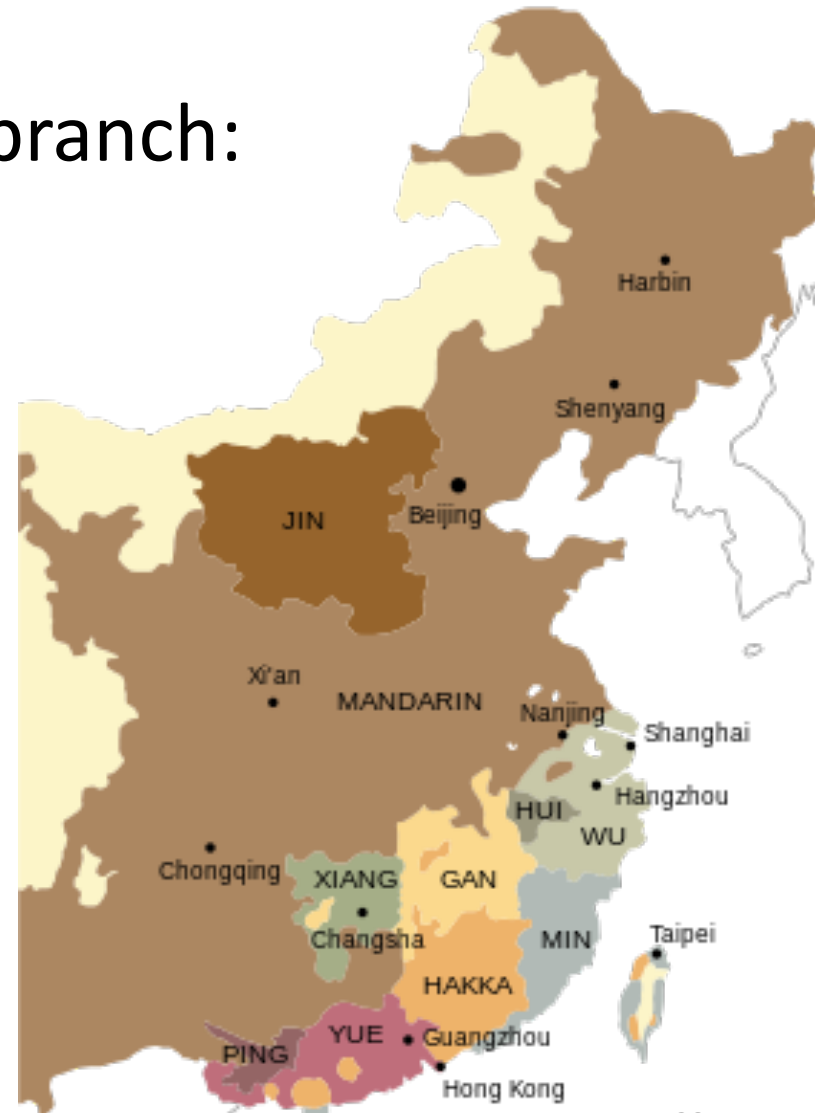 branch:
Harbin
Shenyang
Beijing
JIN
Xi'an
MANDARIN
Nanjing
Shanghai
Hangzhou
HUI
WU
Chongqing
XIANG
GAN
Changsha
MIN
Taipei
HAKKA
YUE
Guangzhou
PING
Hong Kong